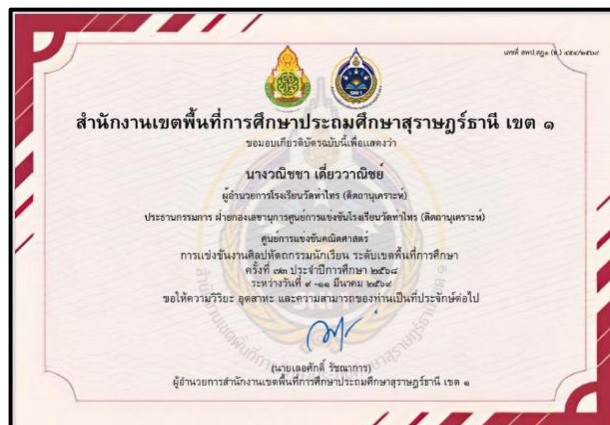 เลขที่ สพป.สฎ๑ (ม.)
สำนักงานเขตพื้นที่การศึกษาประถมศึกษาสุราษฎร์ธานี เขต ๑
ขอมอบเกียรติบัตรฉบับนี้เพื่อแสดงว่า
นางวณิชชา เดี่ยววาณิชย์
ผู้อำนวยการโรงเรียนวัดท่าไทร (ดิตถานุเคราะห์)
ประธานกรรมการ ฝ่ายกองเลขานุการศูนย์การแข่งขันโรงเรียนวัดท่าไทร (ดิตถานุเคราะห์)
ศูนย์การแข่งขันคณิตศาสตร์
การแข่งขันงานศิลปหัตถกรรมนักเรียน ระดับเขตพื้นที่การศึกษา
ครั้งที่ ๗๓ ประจำปีการศึกษา ๒๕๖๘
ระหว่างวันที่ ๙ -๑๑ มีนาคม ๒๕๖๙
ขอให้ความวิริยะ อุตสาหะ และความสามารถของท่านเป็นที่ประจักษ์ต่อไป
(นายเลอศักดิ์ รัชณาการ)
ผู้อำนวยการสำนักงานเขตพื้นที่การศึกษาประถมศึกษาสุราษฎร์ธานี เขต ๑